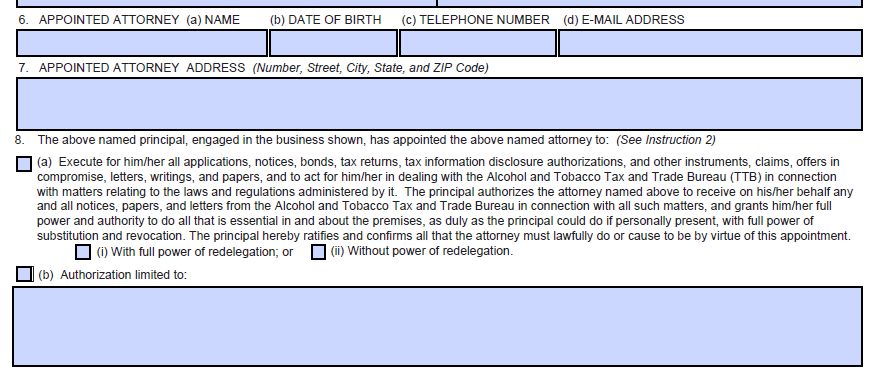 6. APPOINTED ATTORNEY (a) NAME (b) DATE OF BIRTH (c) TELEPHONE NUMBER (d) E-MAIL ADDRESS
7. APPOINTED ATTORNEY ADDRESS (Number, Street, City, State, and ZIP Code)
8. The above named principal, engaged in the business shown, has appointed the above named attorney to: (See Instruction 2)
(a) Execute for him/her all applications, notices, bonds, tax returns, tax information disclosure authorizations, and other instruments, claims, offers in
compromise, letters, writings, and papers, and to act for him/her in dealing with the Alcohol and Tobacco Tax and Trade Bureau (TTB) in connection
with matters relating to the laws and regulations administered by it. The principal authorizes the attorney named above to receive on his/her behalf any
and all notices, papers, and letters from the Alcohol and Tobacco Tax and Trade Bureau in connection with all such matters, and grants him/her full
power and authority to do all that is essential in and about the premises, as duly as the principal could do if personally present, with full power of
substitution and revocation. The principal hereby ratifies and confirms all that the attorney must lawfully do or cause to be by virtue of this appointment.
(i) With full power of redelegation; or (ii) Without power of redelegation.
(b) Authorization limited to: